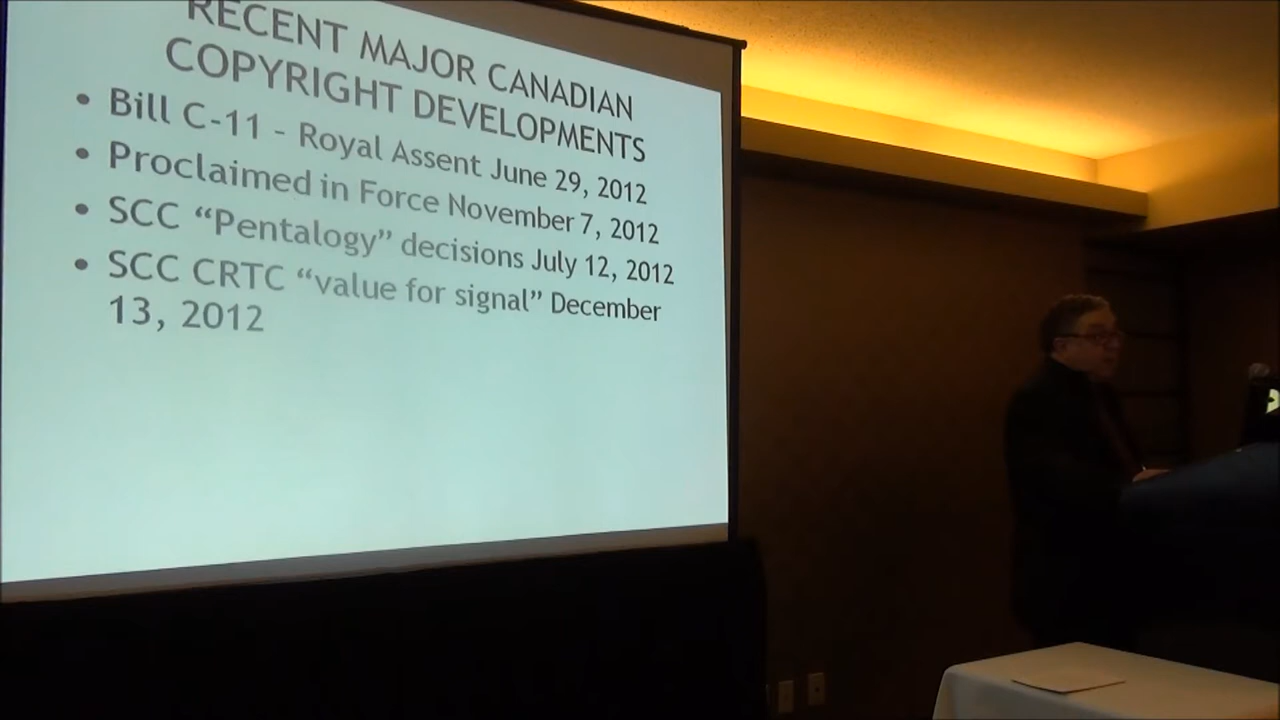 RECENT MAJOR CANADIAN
COPYRIGHT DEVELOPMENTS
• Bill C-11 - Royal Assent June 29, 2012
• Proclaimed in Force November 7, 2012
• SCC “Pentalogy” decisions July 12, 2012
• SCC CRTC “value for signal” December
13, 2012